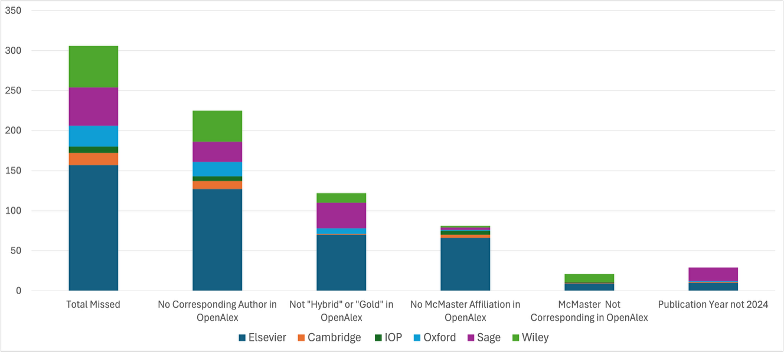 350
300
250
200
150
100
50
0
Total Missed
No Corresponding Author in
OpenAlex
Not "Hybrid" or "Gold" in
OpenAlex
No McMaster Affiliation in
OpenAlex
McMaster Not
Corresponding in OpenAlex
Publication Year not 2024
Elsevier Cambridge IOP Oxford Sage Wiley